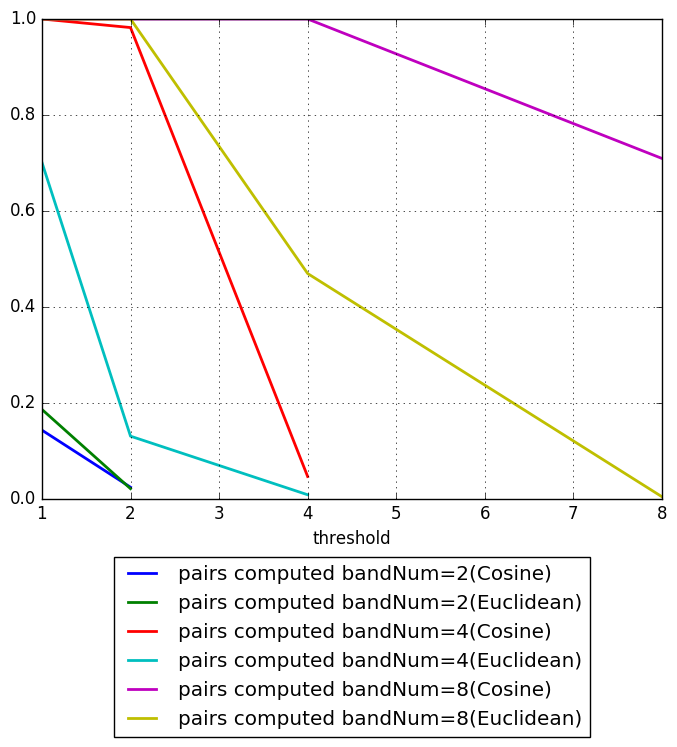 1.0
0.8
0.6
0.4
0.2
0.0
1 2 3 4 5 6 7 8
threshold
pairs computed bandNum=2(Cosine)
pairs computed bandNum=2(Euclidean)
pairs computed bandNum=4(Cosine)
pairs computed bandNum=4(Euclidean)
pairs computed bandNum=8(Cosine)
pairs computed bandNum=8(Euclidean)